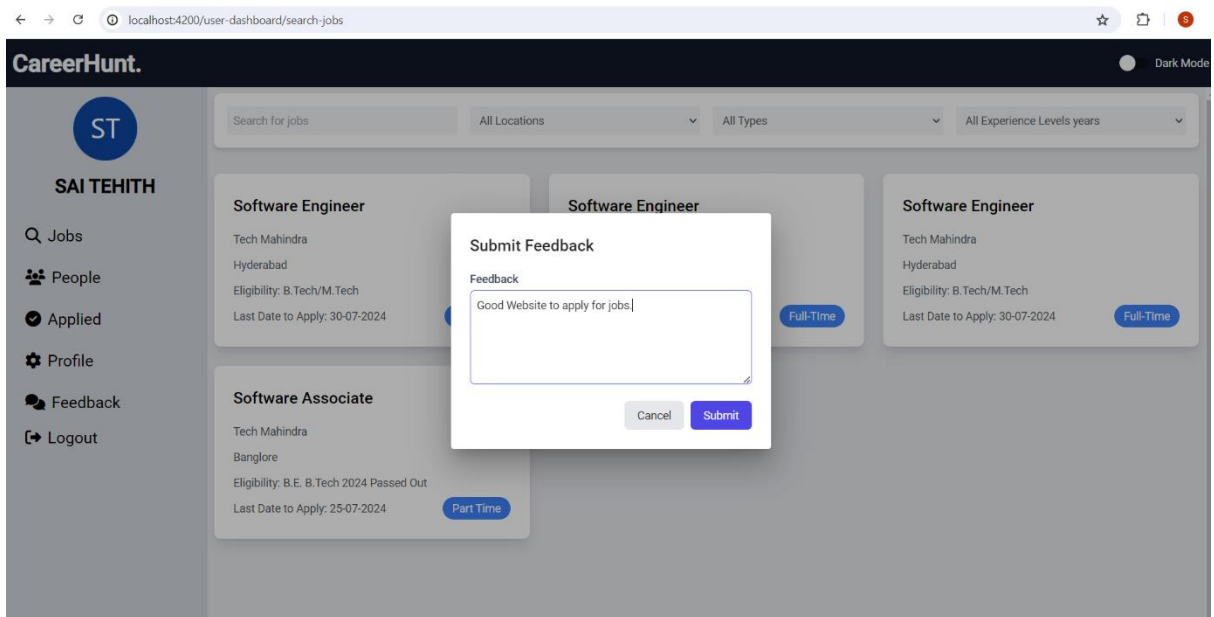 localhost:4200/user-dashboard/search-jobs
S
CareerHunt.
Dark Mode
ST
SAI TEHITH
Jobs
People
Applied
Profile
Feedback
Logout
Search for jobs
All Locations
All Types
All Experience Levels years
Software Engineer
Tech Mahindra
Hyderabad
Eligibility: B.Tech/M.Tech
Last Date to Apply: 30-07-2024
Software Engineer
Full-TIme
Software Engineer
Tech Mahindra
Hyderabad
Eligibility: B.Tech/M.Tech
Last Date to Apply: 30-07-2024
Full-TIme
Submit Feedback
Feedback
Good Website to apply for jobs.
Cancel
Submit
Software Associate
Tech Mahindra
Banglore
Eligibility: B.E. B.Tech 2024 Passed Out
Last Date to Apply: 25-07-2024
Part Time